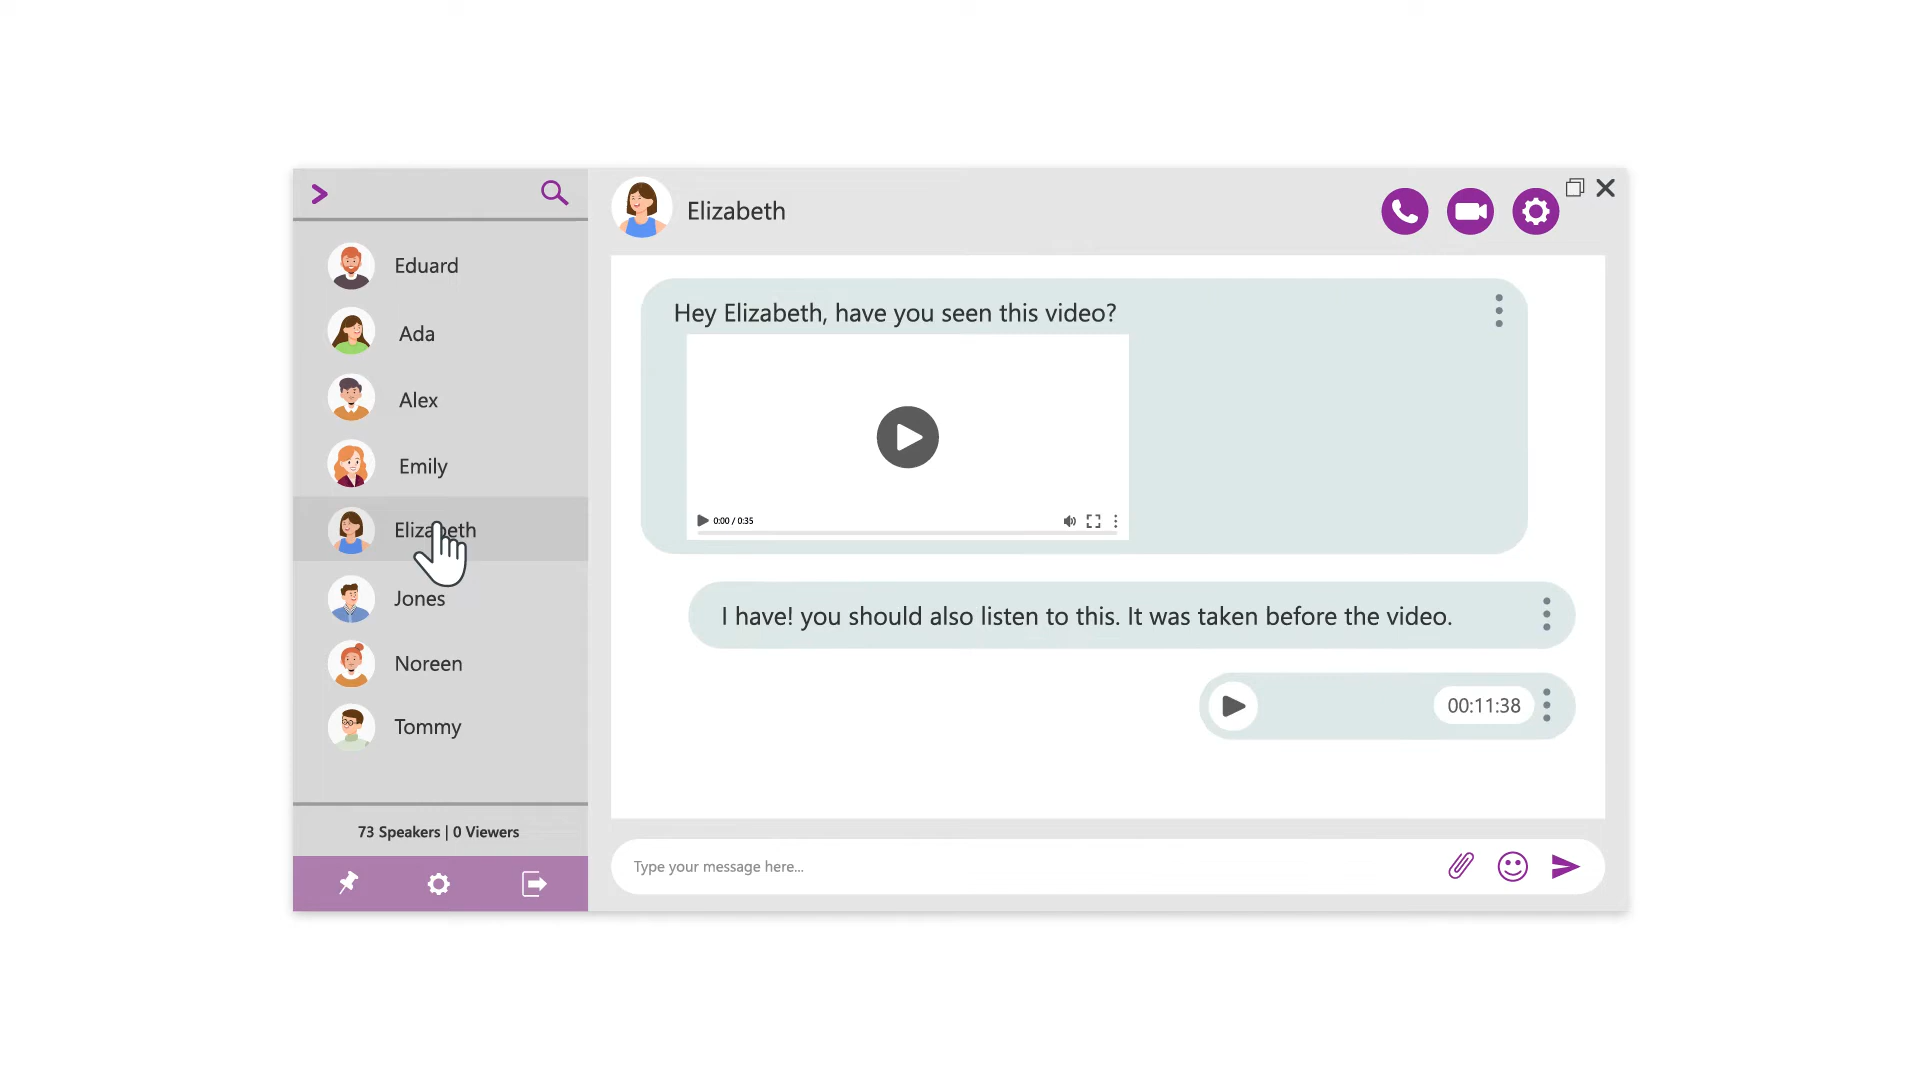 Eduard
Ada
Alex
Emily
Elizabeth
Jones
Noreen
Tommy
73 Speakers | 0 Viewers
Elizabeth
Hey Elizabeth, have you seen this video?
0:00 / 0:35
I have! you should also listen to this. It was taken before the video.
00:11:38
Type your message here...